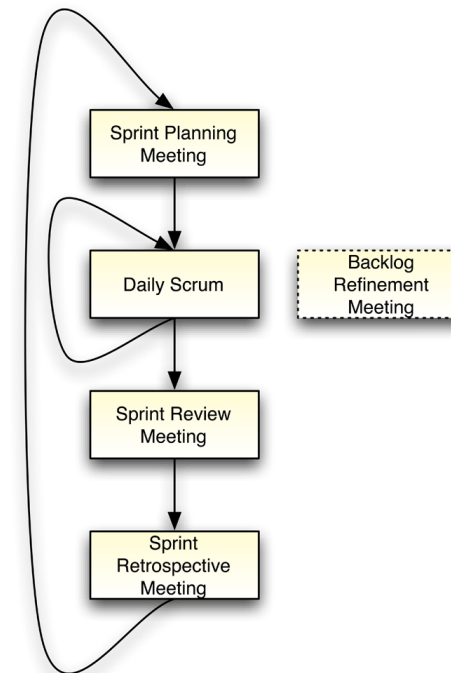 Sprint Planning
Meeting
Daily Scrum
Backlog
Refinement
Meeting
Sprint Review
Meeting
Sprint
Retrospective
Meeting